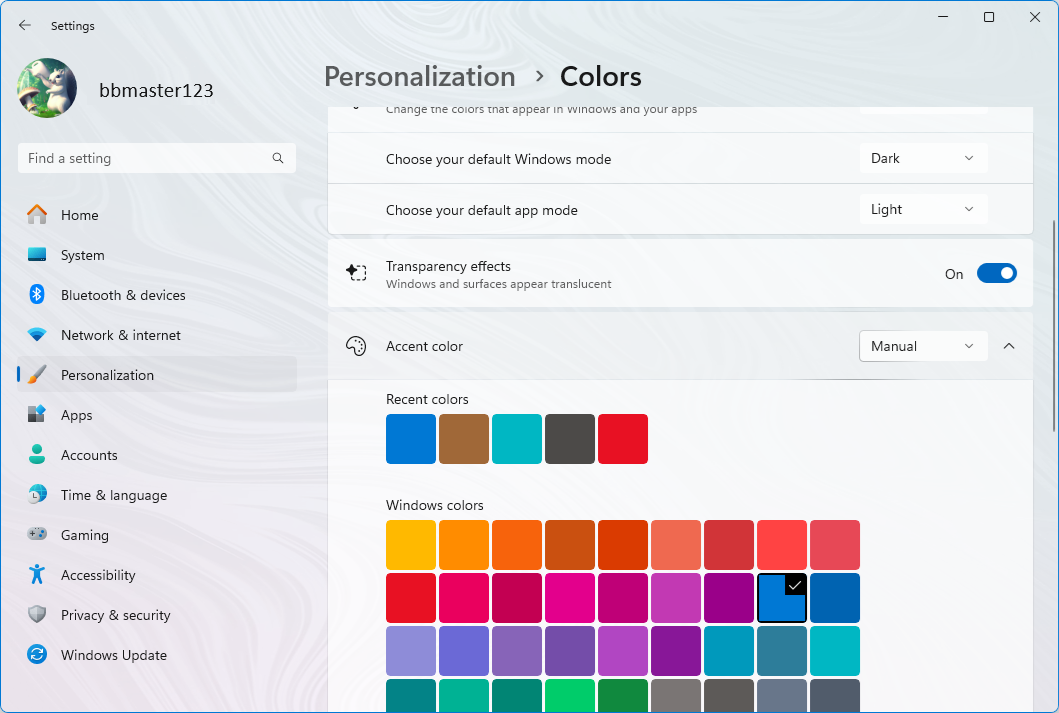 Settings
bbmaster123
Find a setting
Home
System
Bluetooth & devices
Network & internet
Personalization
Apps
Accounts
Time & language
Gaming
Accessibility
Privacy & security
Windows Update
Personalization > Colors
Change the colors that appear in Windows and your apps
Choose your default Windows mode
Dark
Choose your default app mode
Light
Transparency effects
Windows and surfaces appear translucent
On
Accent color
Manual
Recent colors
Windows colors